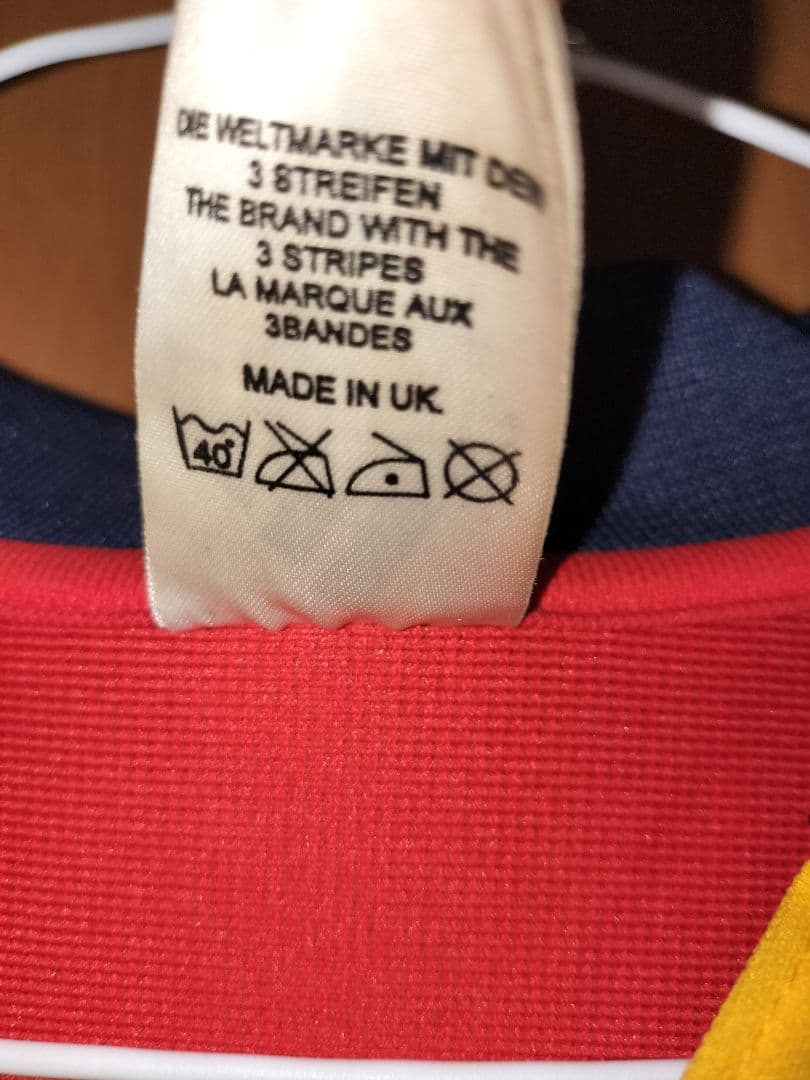 DIE WELTMARKE MIT DEN
3 STREIFEN
THE BRAND WITH THE
3 STRIPES
LA MARQUE AUX
3BANDES
MADE IN UK
40°